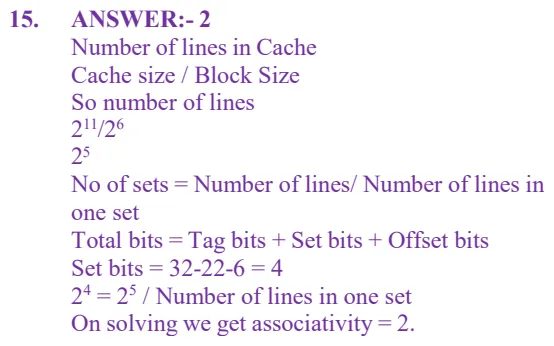 15. ANSWER:- 2
Number of lines in Cache
Cache size / Block Size
So number of lines
2¹¹/2⁶
2⁵
No of sets = Number of lines/ Number of lines in
one set
Total bits = Tag bits + Set bits + Offset bits
Set bits = 32-22-6 = 4
2⁴ = 2⁵ / Number of lines in one set
On solving we get associativity = 2.